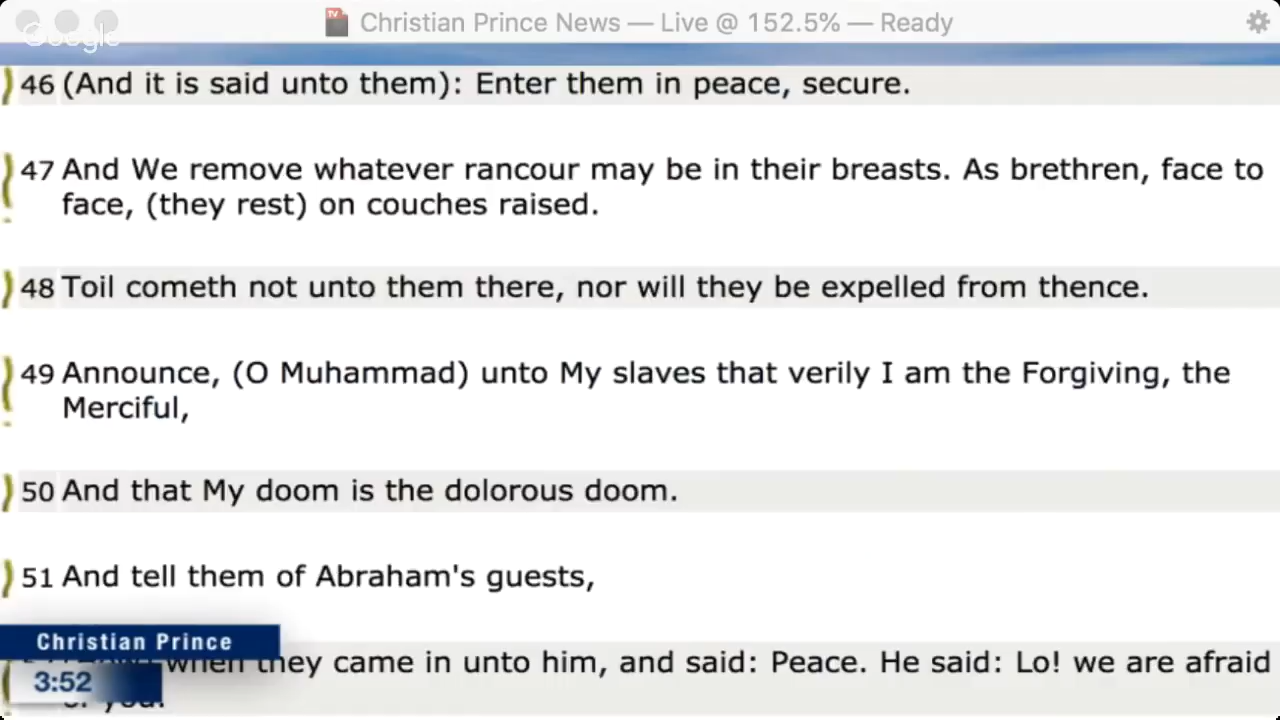 Google
Christian Prince News — Live @ 152.5% — Ready
46 (And it is said unto them): Enter them in peace, secure.
47 And We remove whatever rancour may be in their breasts. As brethren, face to
face, (they rest) on couches raised.
48 Toil cometh not unto them there, nor will they be expelled from thence.
49 Announce, (O Muhammad) unto My slaves that verily I am the Forgiving, the
Merciful,
50 And that My doom is the dolorous doom.
51 And tell them of Abraham's guests,
Christian Prince
when they came in unto him, and said: Peace. He said: Lo! we are afraid
3:52
you.